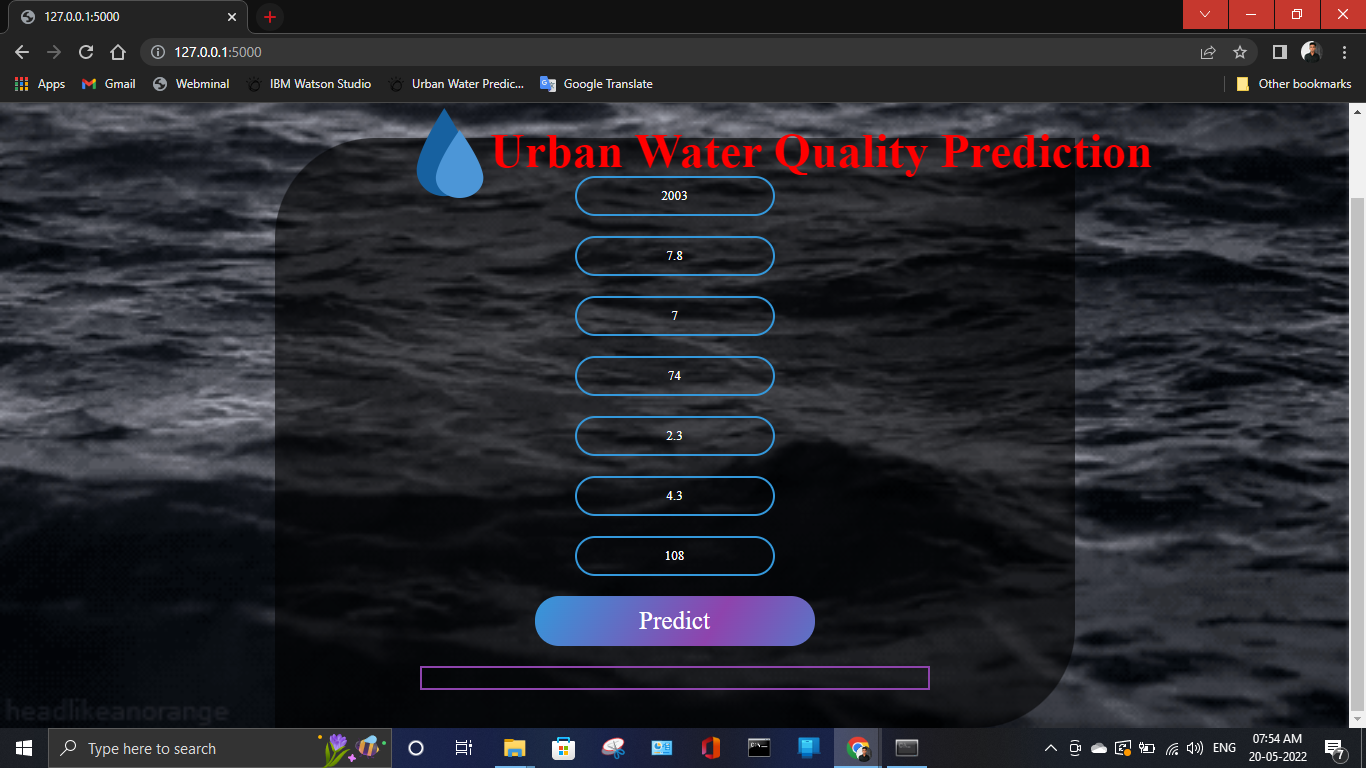 127.0.0.1:5000
127.0.0.1:5000
Apps Gmail Webminal IBM Watson Studio Urban Water Predic... Google Translate Other bookmarks
Urban Water Quality Prediction
2003
7.8
7
74
2.3
4.3
108
Predict
headlikeanorange
Type here to search
ENG
07:54 AM
20-05-2022
7